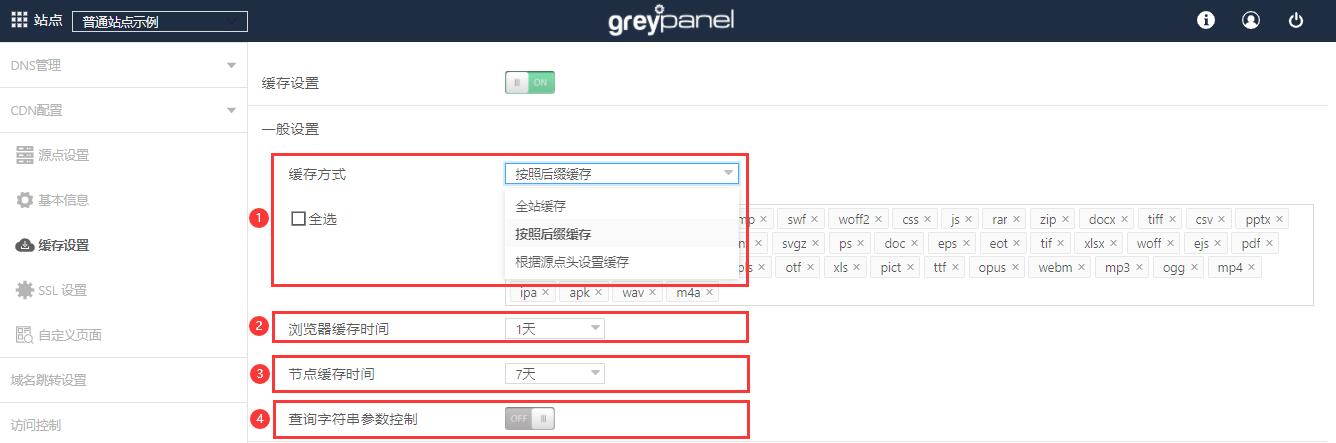 站点 普通站点示例 greypanel
DNS管理
缓存设置 ON
CDN配置
一般设置
源点设置
缓存方式 按照后缀缓存
基本信息
全站缓存
1 全选 mp × swf × woff2 × css × js × rar × zip × docx × tiff × csv × pptx ×
按照后缀缓存
缓存设置
svgz × ps × doc × eps × eot × tif × xlsx × woff × ejs × pdf ×
根据源点头设置缓存
otf × xls × pict × ttf × opus × webm × mp3 × ogg × mp4 ×
SSL 设置
ipa × apk × wav × m4a ×
2 浏览器缓存时间 1天
自定义页面
3 节点缓存时间 7天
域名跳转设置
4 查询字符串参数控制 OFF
访问控制